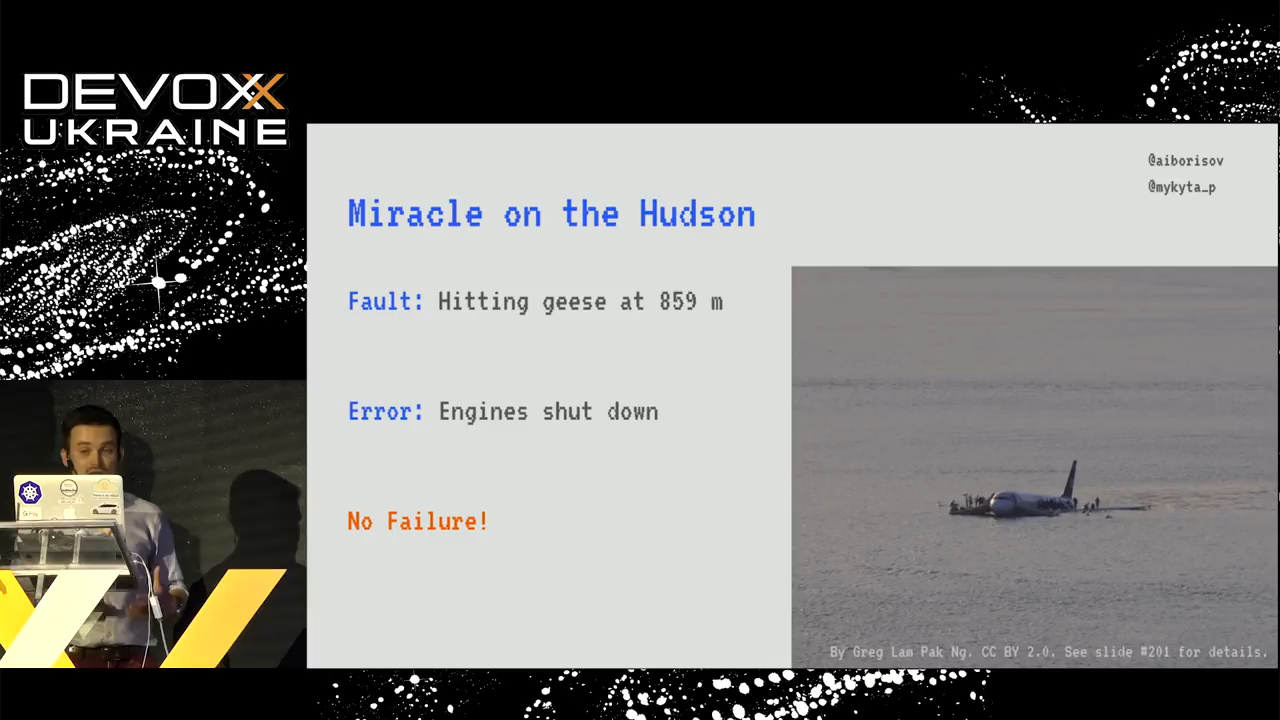 DEVOXX
UKRAINE
@aiborisov
@mykyta_p
Miracle on the Hudson
Fault: Hitting geese at 859 m
Error: Engines shut down
No Failure!
By Greg Lam Pak Ng. CC BY 2.0. See slide #201 for details.